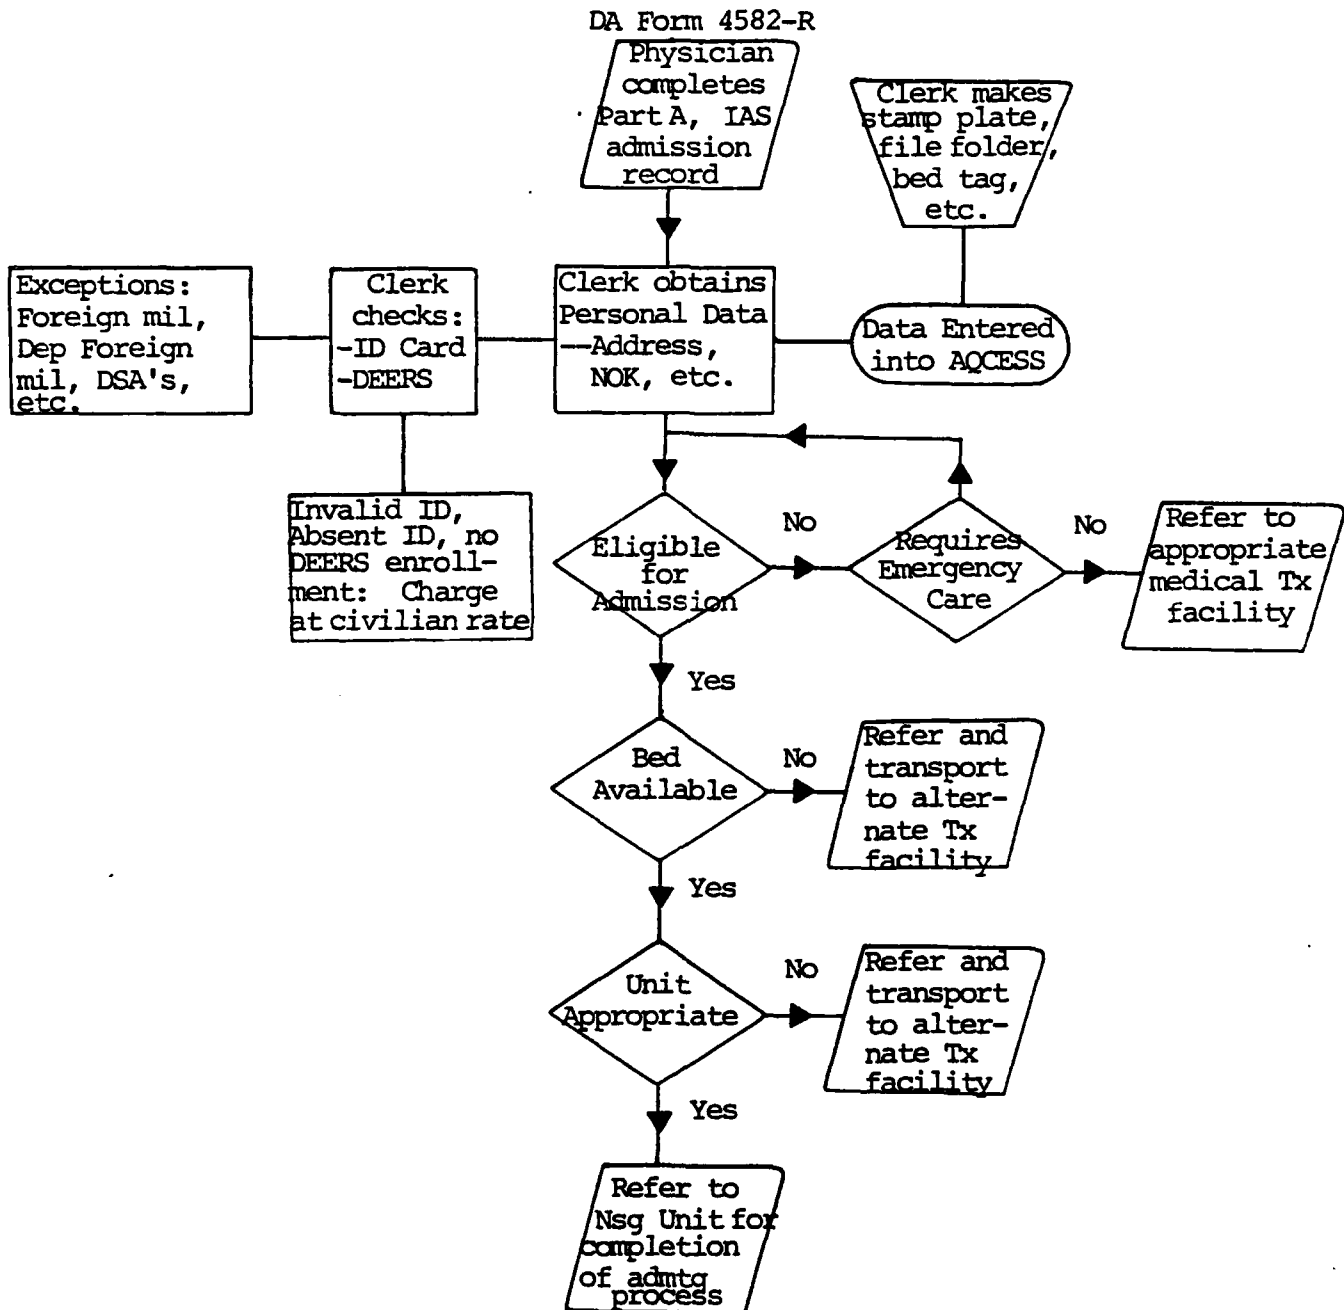 DA Form 4582-R
Physician
completes
Part A, IAS
admission
record
Clerk makes
stamp plate,
file folder,
bed tag,
etc.
Exceptions:
Foreign mil,
Dep Foreign
mil, DSA's,
etc.
Clerk
checks:
-ID Card
-DEERS
Clerk obtains
Personal Data
—Address,
NOK, etc.
Data Entered
into AQCESS
Invalid ID,
Absent ID, no
DEERS enroll-
ment: Charge
at civilian rate
Eligible
for
Admission
No
Requires
Emergency
Care
No
Refer to
appropriate
medical Tx
facility
Yes
Bed
Available
No
Refer and
transport
to alter-
nate Tx
facility
Yes
Unit
Appropriate
No
Refer and
transport
to alter-
nate Tx
facility
Yes
Refer to
Nsg Unit for
completion
of admtg
process